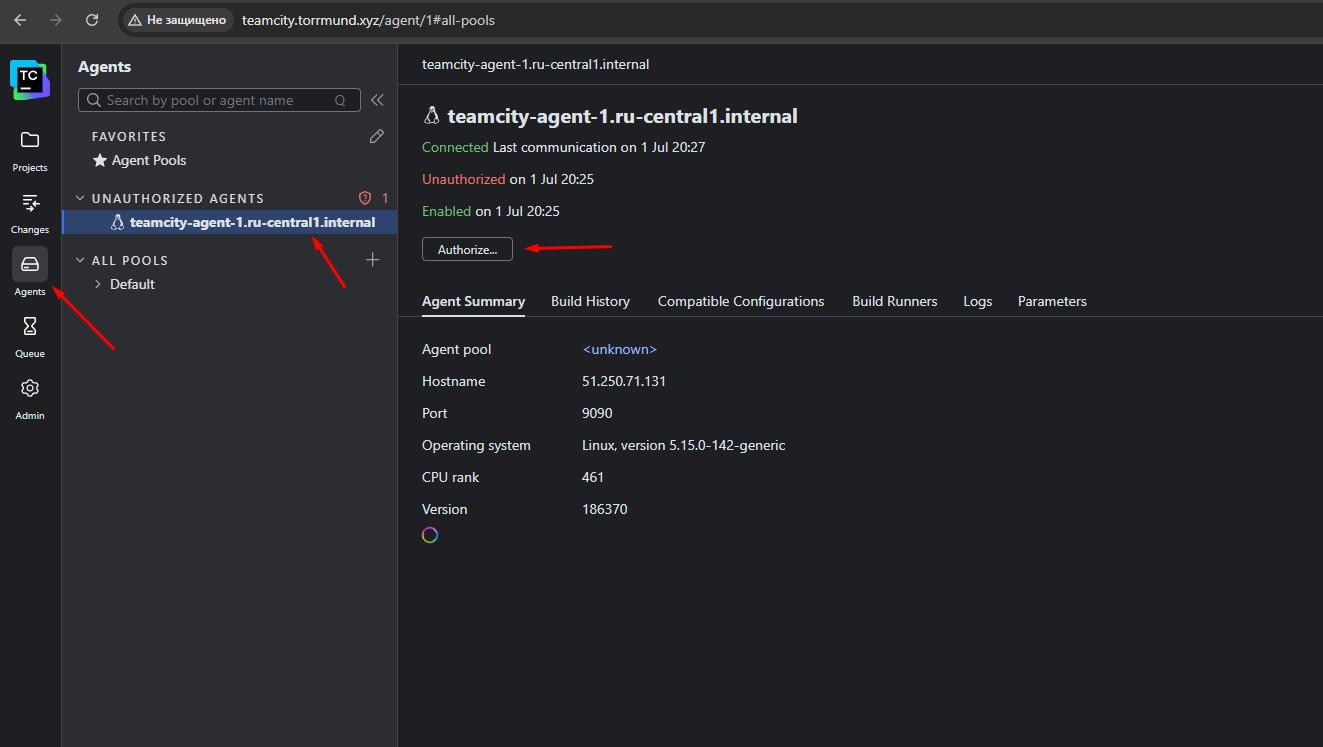 Не защищено teamcity.torrmund.xyz/agent/1#all-pools
TC
Projects
Changes
Agents
Queue
Admin
Agents
Search by pool or agent name Q
FAVORITES
Agent Pools
UNAUTHORIZED AGENTS 1
teamcity-agent-1.ru-central1.internal
ALL POOLS
Default
teamcity-agent-1.ru-central1.internal
teamcity-agent-1.ru-central1.internal
Connected Last communication on 1 Jul 20:27
Unauthorized on 1 Jul 20:25
Enabled on 1 Jul 20:25
Authorize...
Agent Summary Build History Compatible Configurations Build Runners Logs Parameters
Agent pool <unknown>
Hostname 51.250.71.131
Port 9090
Operating system Linux, version 5.15.0-142-generic
CPU rank 461
Version 186370